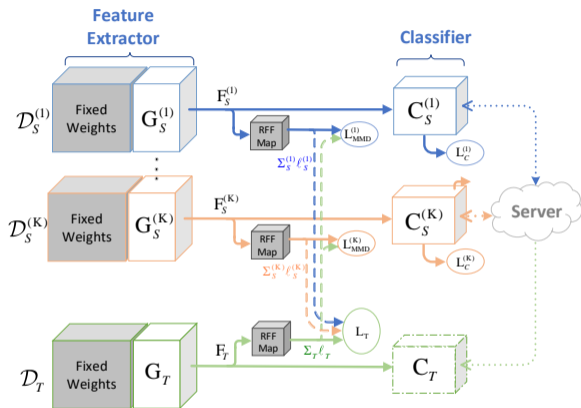 Feature
Extractor
Classifier
D_S^(1)
Fixed
Weights
G_S^(1)
F_S^(1)
RFF
Map
L_MMD^(1)
C_S^(1)
L_C^(1)
Σ_S^(1) ℓ_S^(1)
D_S^(K)
Fixed
Weights
G_S^(K)
F_S^(K)
RFF
Map
L_MMD^(K)
C_S^(K)
L_C^(K)
Server
Σ_S^(K) ℓ_S^(K)
L_T
D_T
Fixed
Weights
G_T
F_T
RFF
Map
Σ_T ℓ_T
C_T